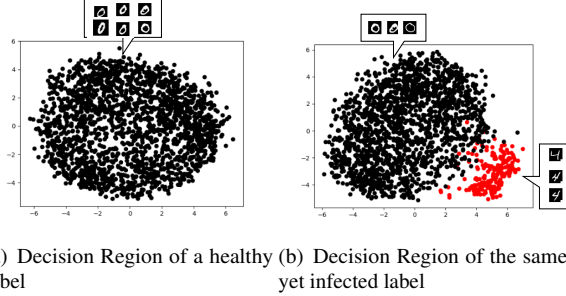 6
4
2
0
−2
−4
−6 −4 −2 0 2 4 6
6
4
2
0
−2
−4
−6 −4 −2 0 2 4 6
) Decision Region of a healthy
bel
(b) Decision Region of the same
yet infected label